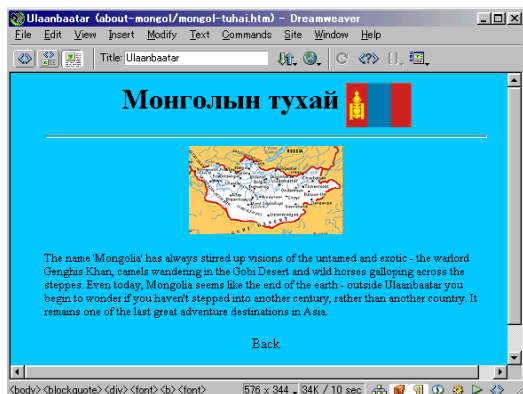 Ulaanbaatar (about-mongol/mongol-tuhai.htm) - Dreamweaver
File Edit View Insert Modify Text Commands Site Window Help
Title: Ulaanbaatar
Монголын тухай
RUSSIA
The name 'Mongolia' has always stirred up visions of the untamed and exotic - the warlord
Genghis Khan, camels wandering in the Gobi Desert and wild horses galloping across the
steppes. Even today, Mongolia seems like the end of the earth - outside Ulaanbaatar you
begin to wonder if you haven't stepped into another century, rather than another country. It
remains one of the last great adventure destinations in Asia.
Back
<body> <blockquote> <div> <font> <b> <font> 576 x 344 34K / 10 sec